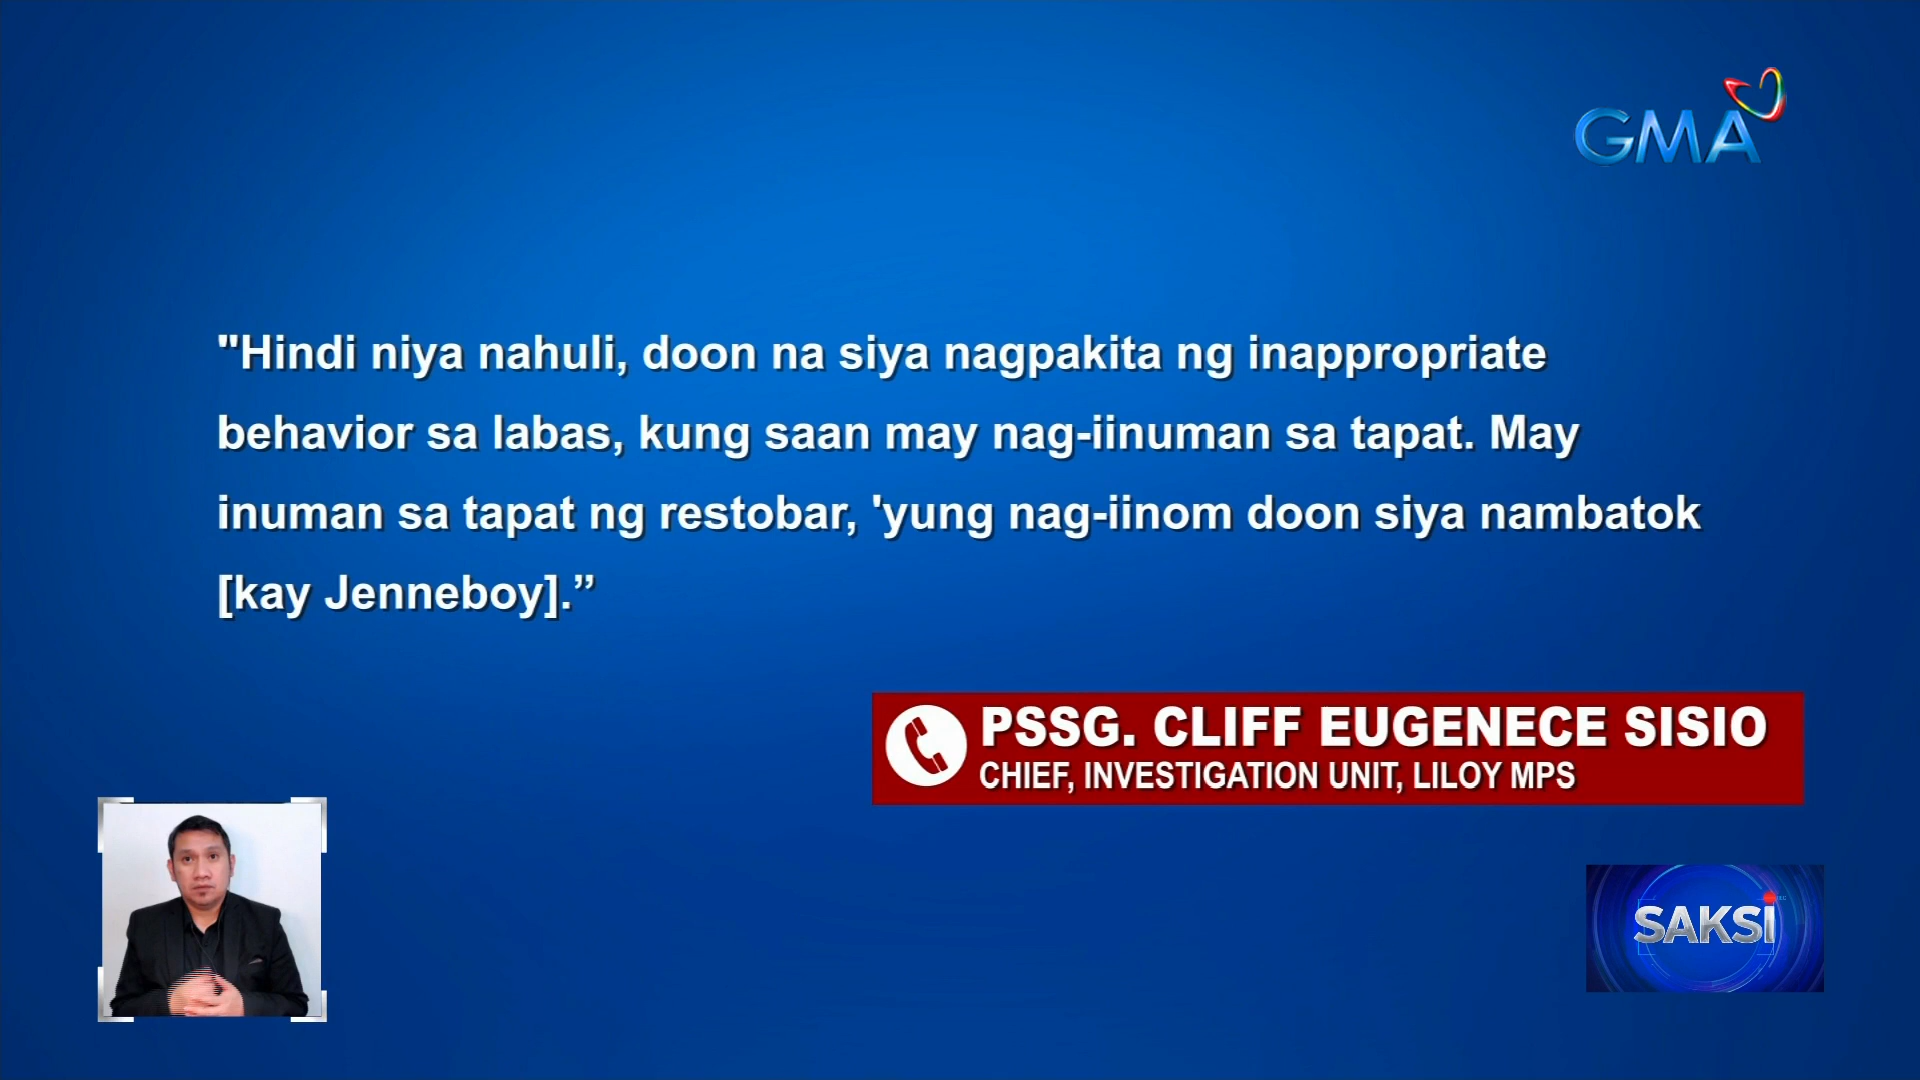 GMA
"Hindi niya nahuli, doon na siya nagpakita ng inappropriate
behavior sa labas, kung saan may nag-iinuman sa tapat. May
inuman sa tapat ng restobar, 'yung nag-iinom doon siya nambatok
[kay Jenneboy].”
PSSG. CLIFF EUGENECE SISIO
CHIEF, INVESTIGATION UNIT, LILOY MPS
SAKSI